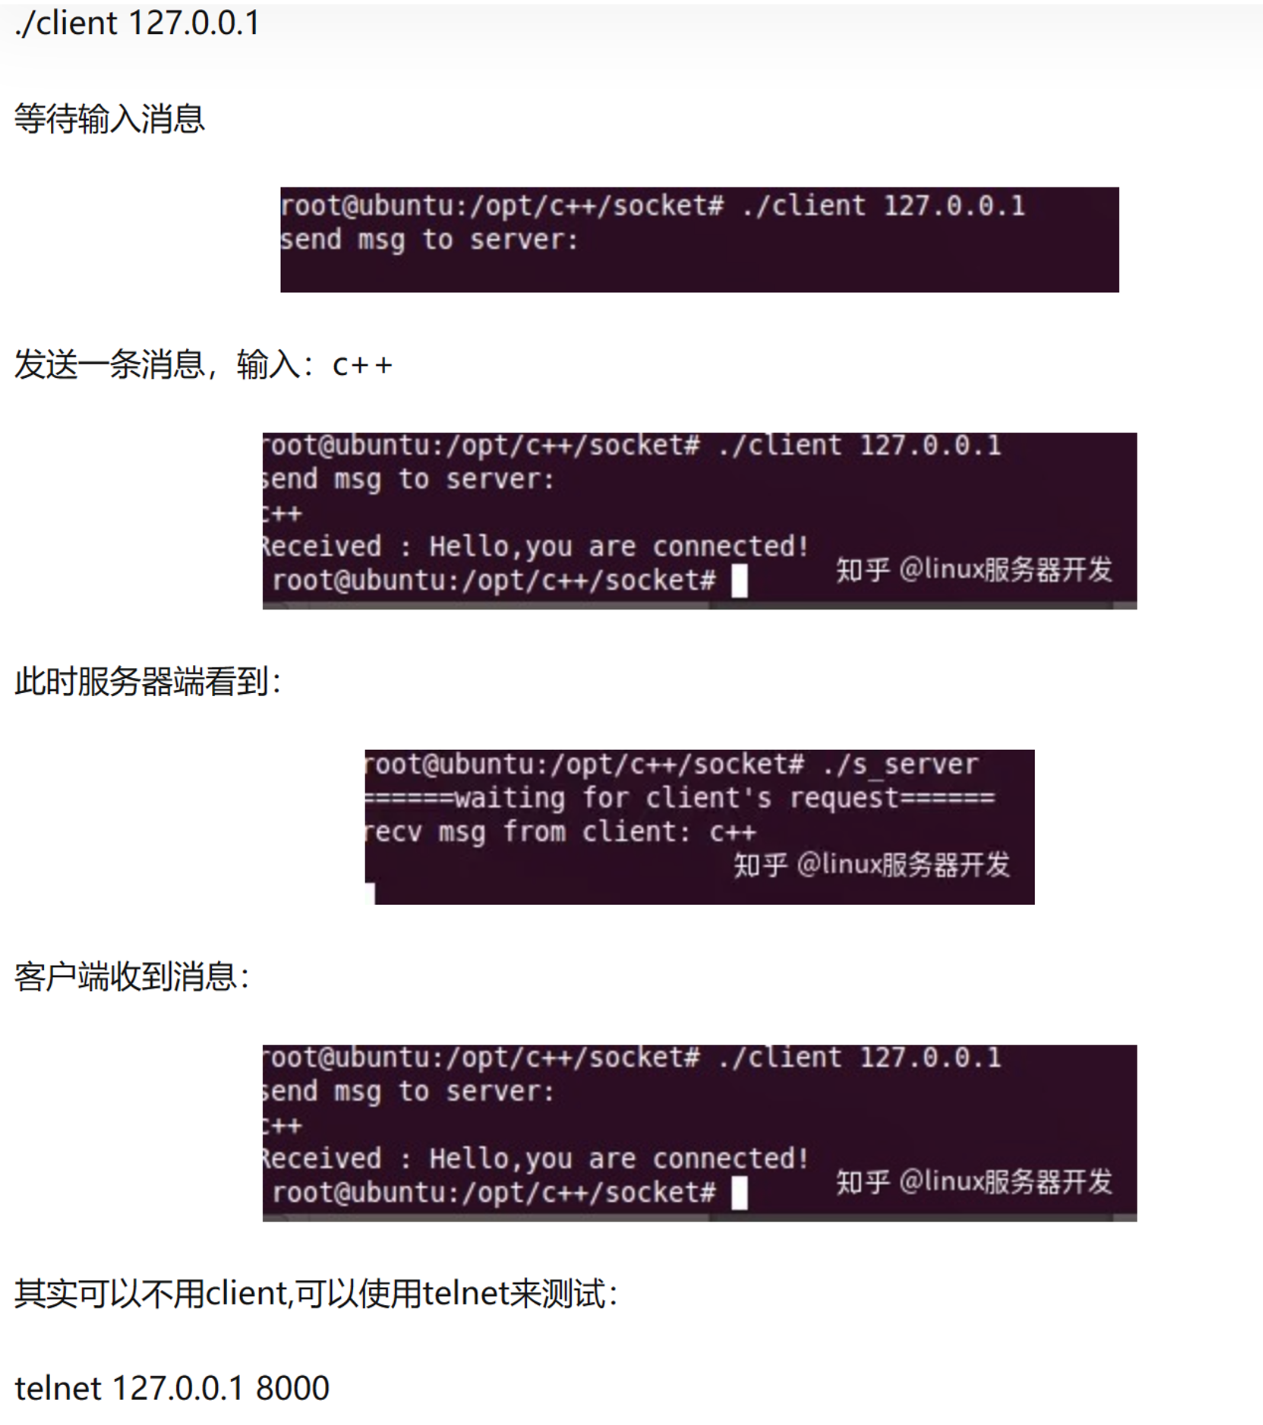 ./client 127.0.0.1
等待输入消息
root@ubuntu:/opt/c++/socket# ./client 127.0.0.1
send msg to server:
发送一条消息，输入：c++
root@ubuntu:/opt/c++/socket# ./client 127.0.0.1
send msg to server:
c++
Received : Hello,you are connected!
知乎 @linux服务器开发
root@ubuntu:/opt/c++/socket#
此时服务器端看到：
root@ubuntu:/opt/c++/socket# ./s_server
======waiting for client's request======
recv msg from client: c++
知乎 @linux服务器开发
客户端收到消息：
root@ubuntu:/opt/c++/socket# ./client 127.0.0.1
send msg to server:
c++
Received : Hello,you are connected!
知乎 @linux服务器开发
root@ubuntu:/opt/c++/socket#
其实可以不用client,可以使用telnet来测试：
telnet 127.0.0.1 8000